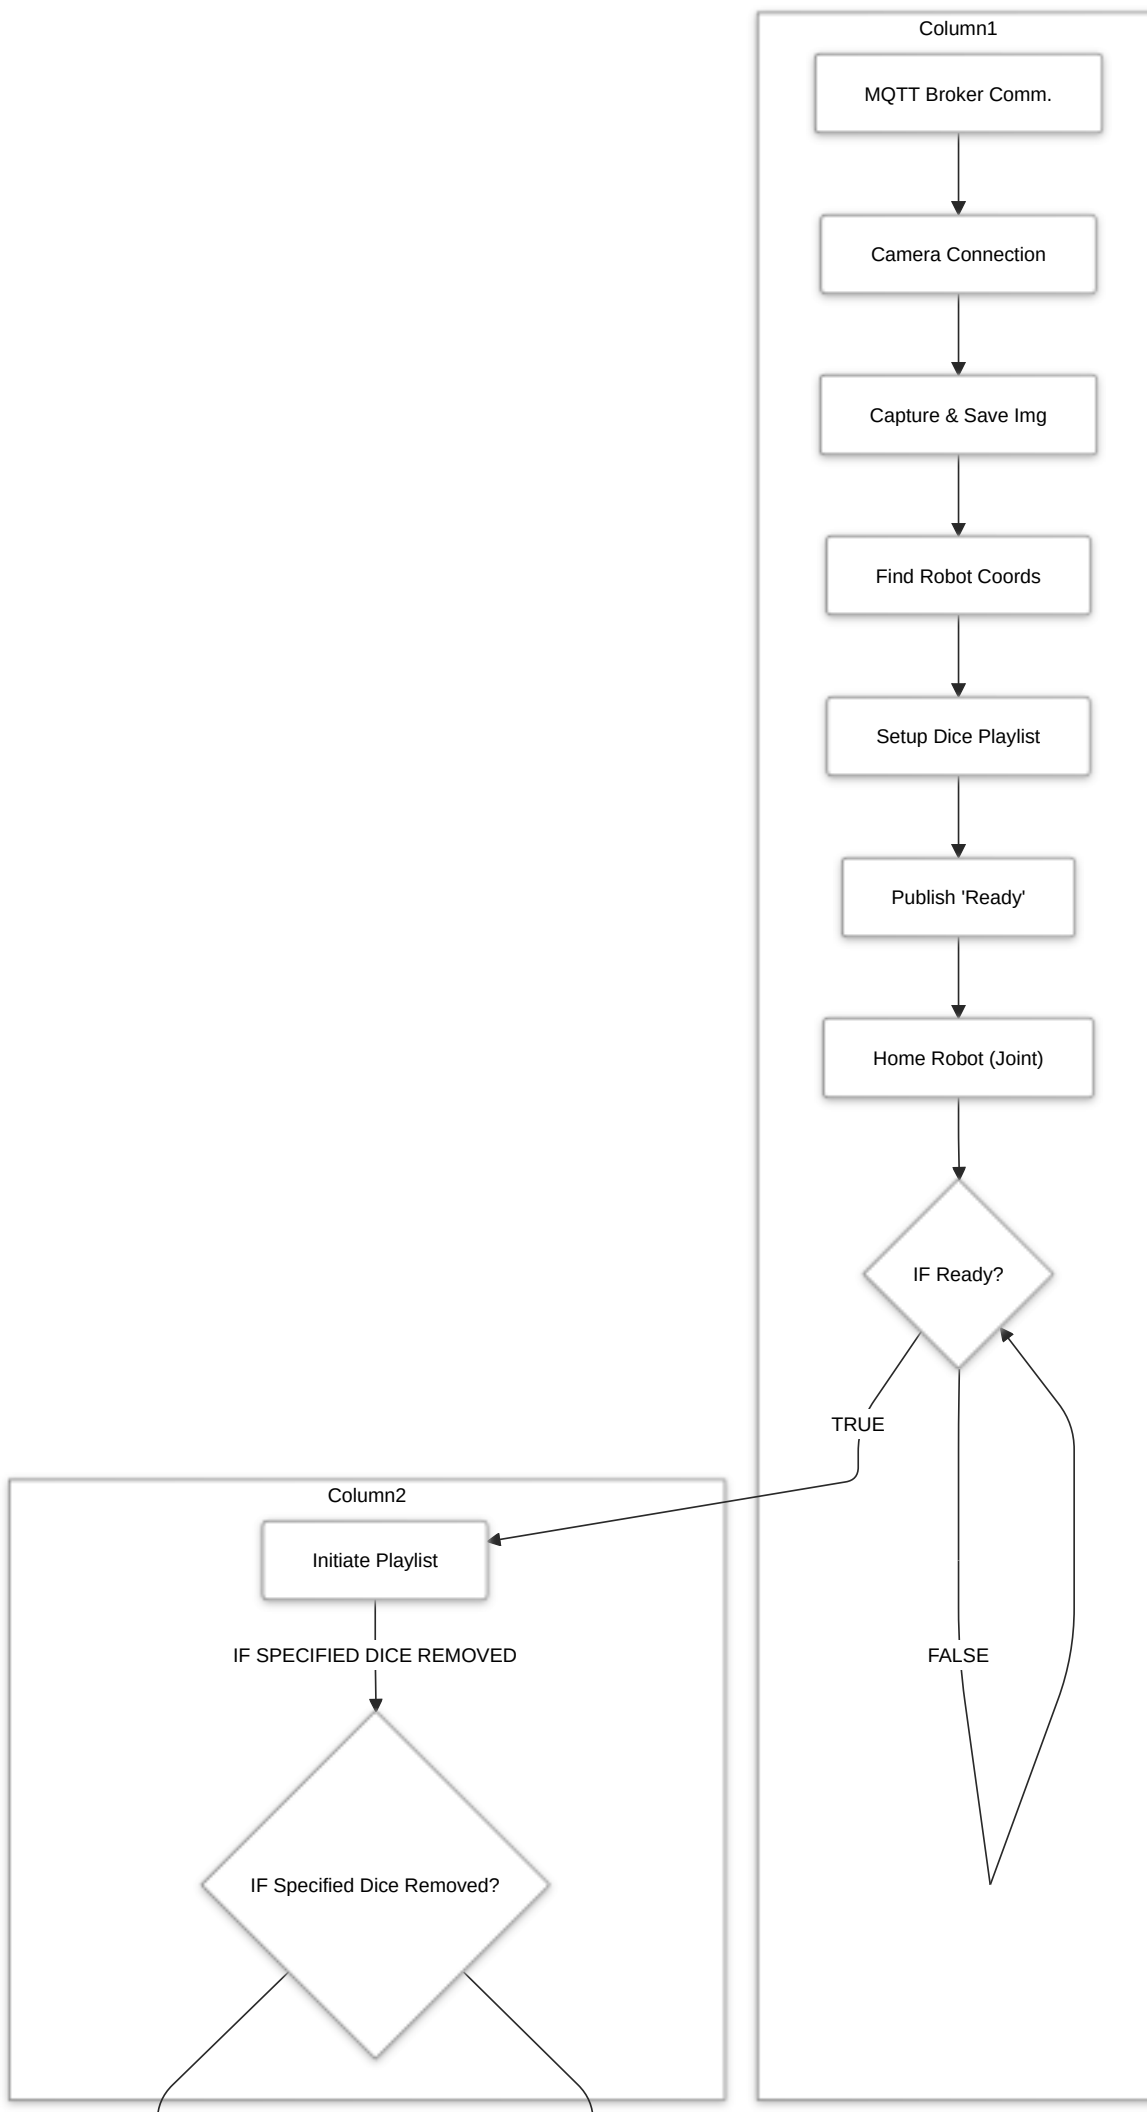 Column1
MQTT Broker Comm.
Camera Connection
Capture & Save Img
Find Robot Coords
Setup Dice Playlist
Publish 'Ready'
Home Robot (Joint)
IF Ready?
TRUE
Column2
Initiate Playlist
IF SPECIFIED DICE REMOVED
FALSE
IF Specified Dice Removed?